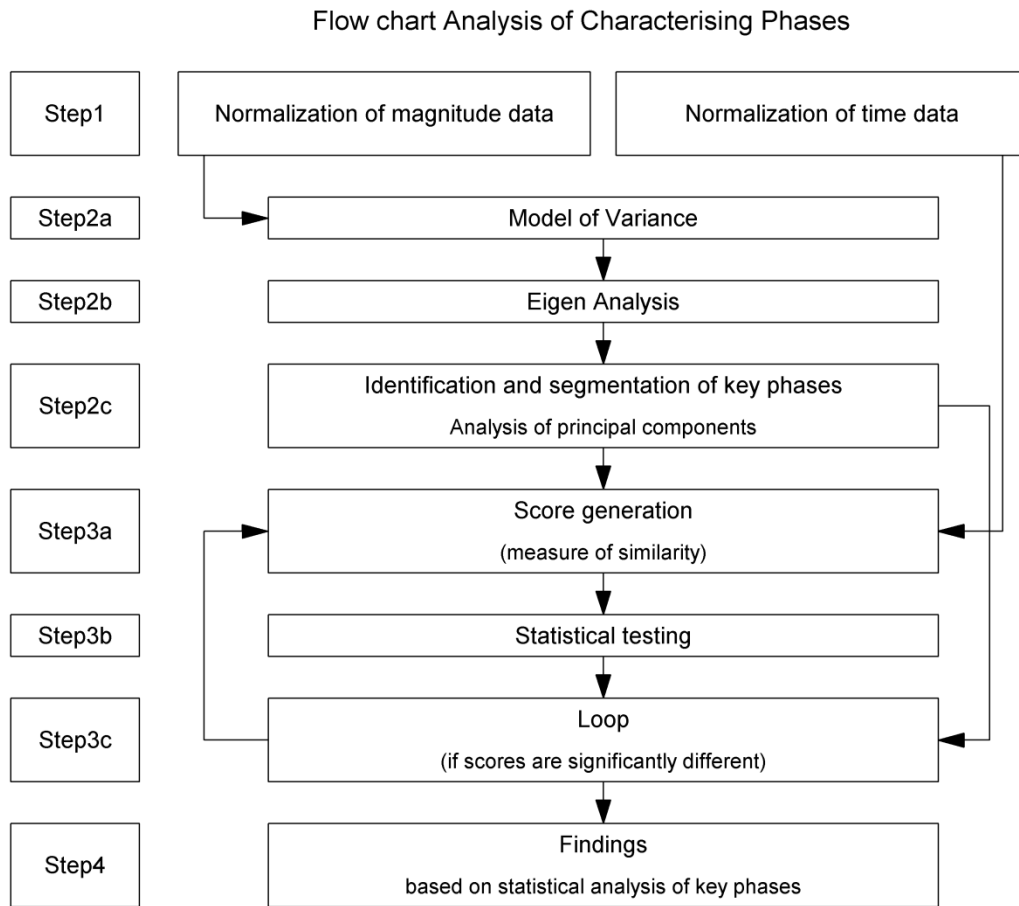 Flow chart Analysis of Characterising Phases
Step1
Normalization of magnitude data
Normalization of time data
Step2a
Model of Variance
Step2b
Eigen Analysis
Step2c
Identification and segmentation of key phases
Analysis of principal components
Step3a
Score generation
(measure of similarity)
Step3b
Statistical testing
Step3c
Loop
(if scores are significantly different)
Step4
Findings
based on statistical analysis of key phases